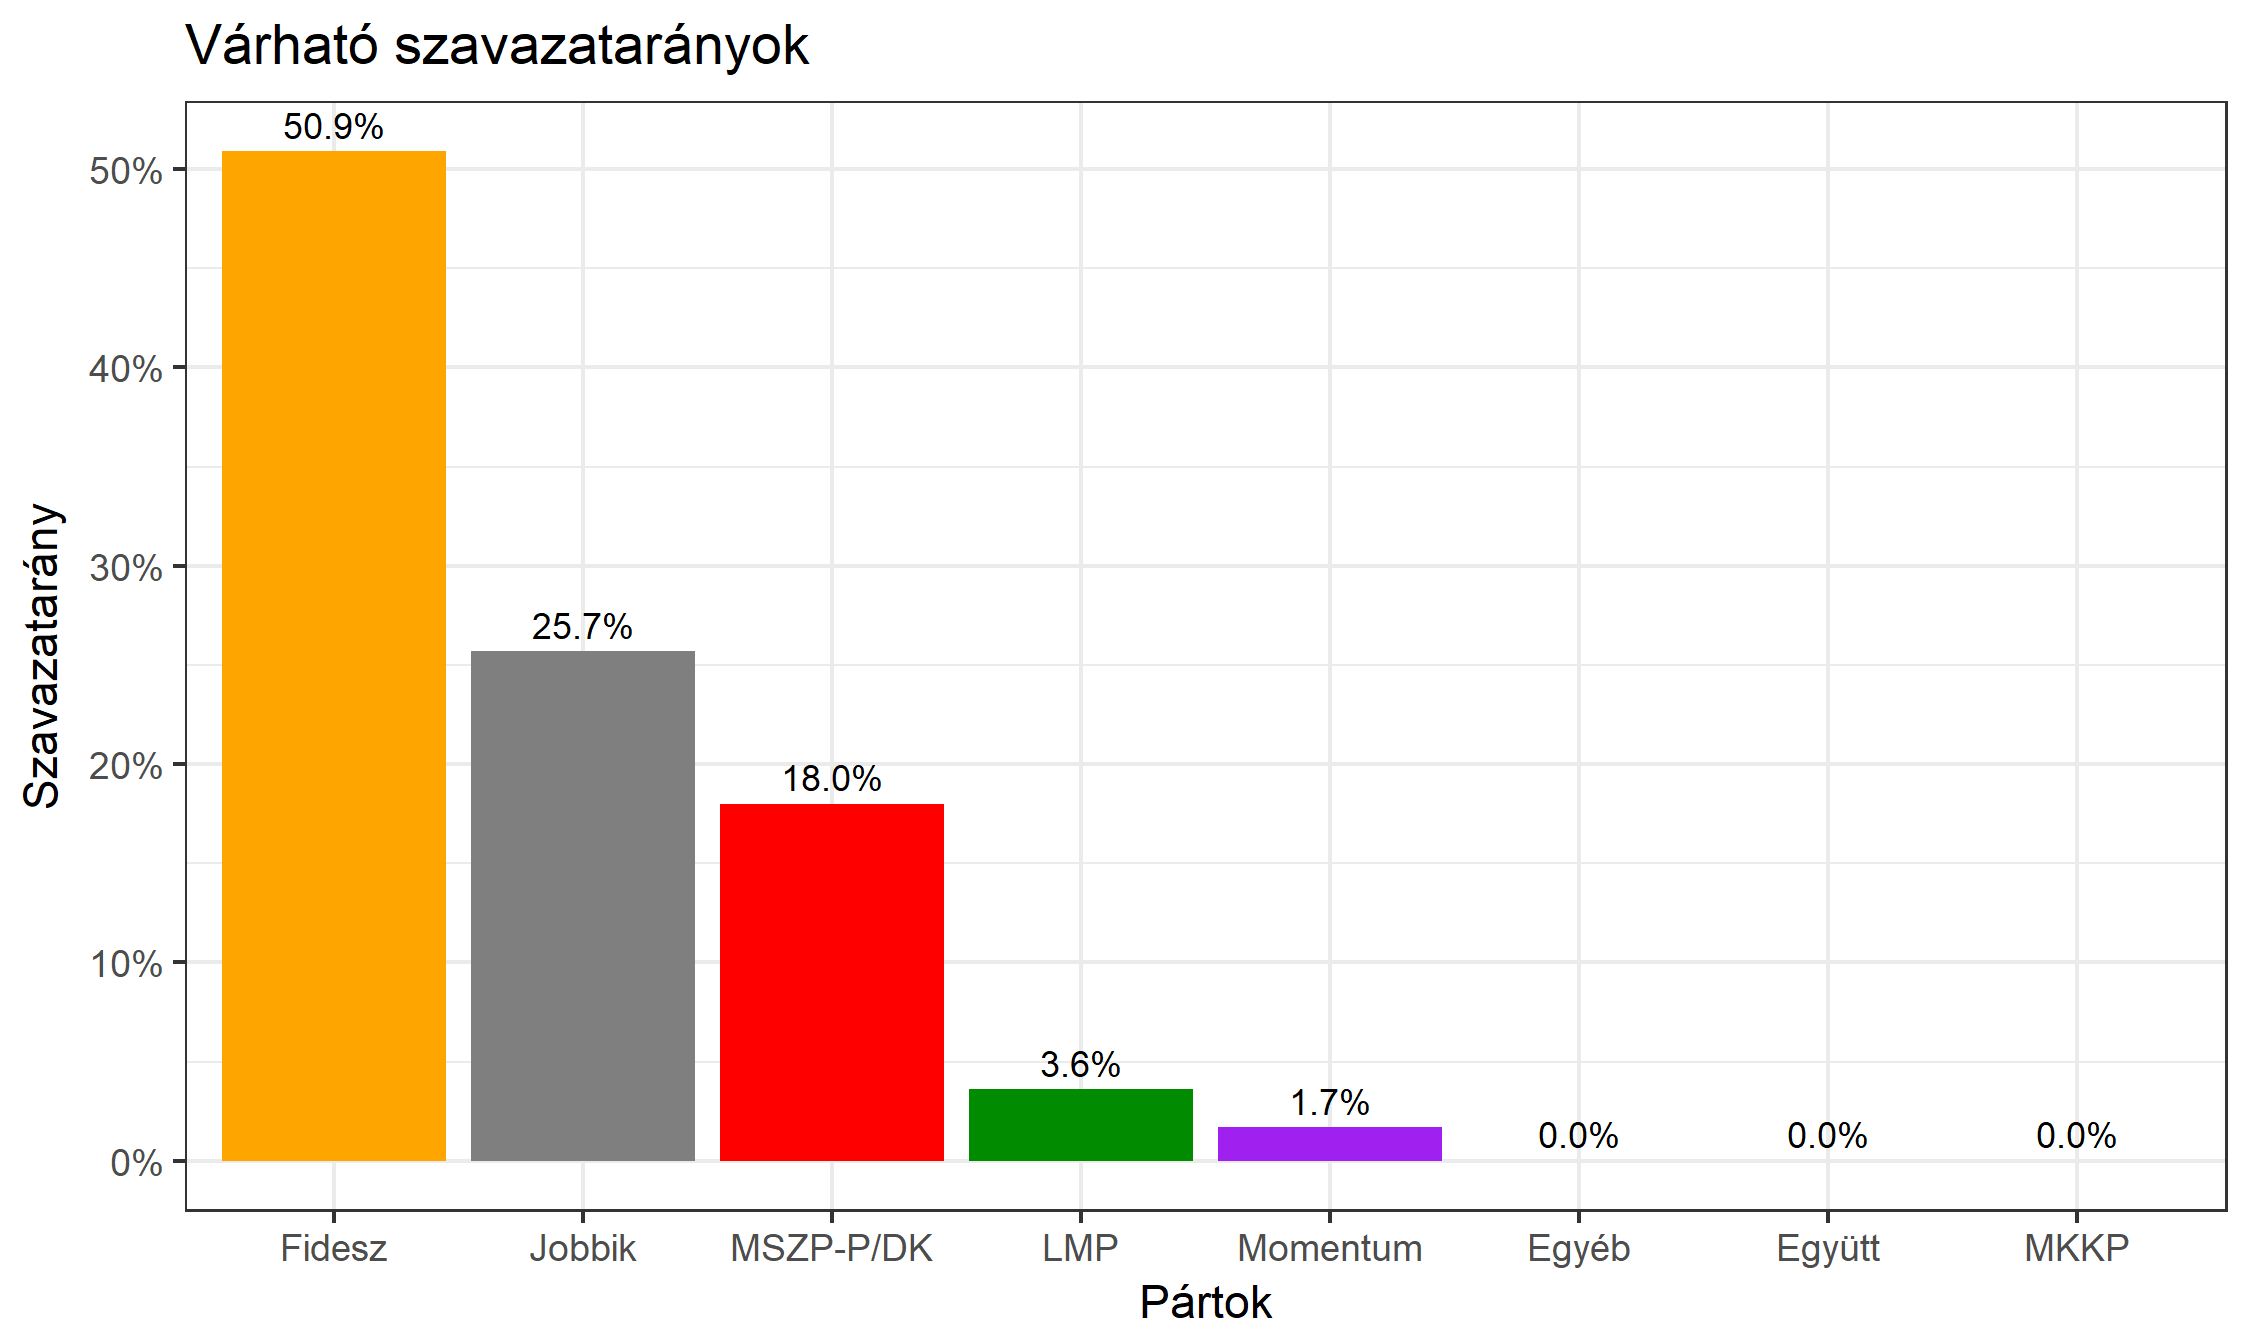 Várható szavazatarányok
Szavazatarány
50%
40%
30%
20%
10%
0%
50.9%
25.7%
18.0%
3.6%
1.7%
0.0%
0.0%
0.0%
Fidesz
Jobbik
MSZP-P/DK
LMP
Momentum
Egyéb
Együtt
MKKP
Pártok